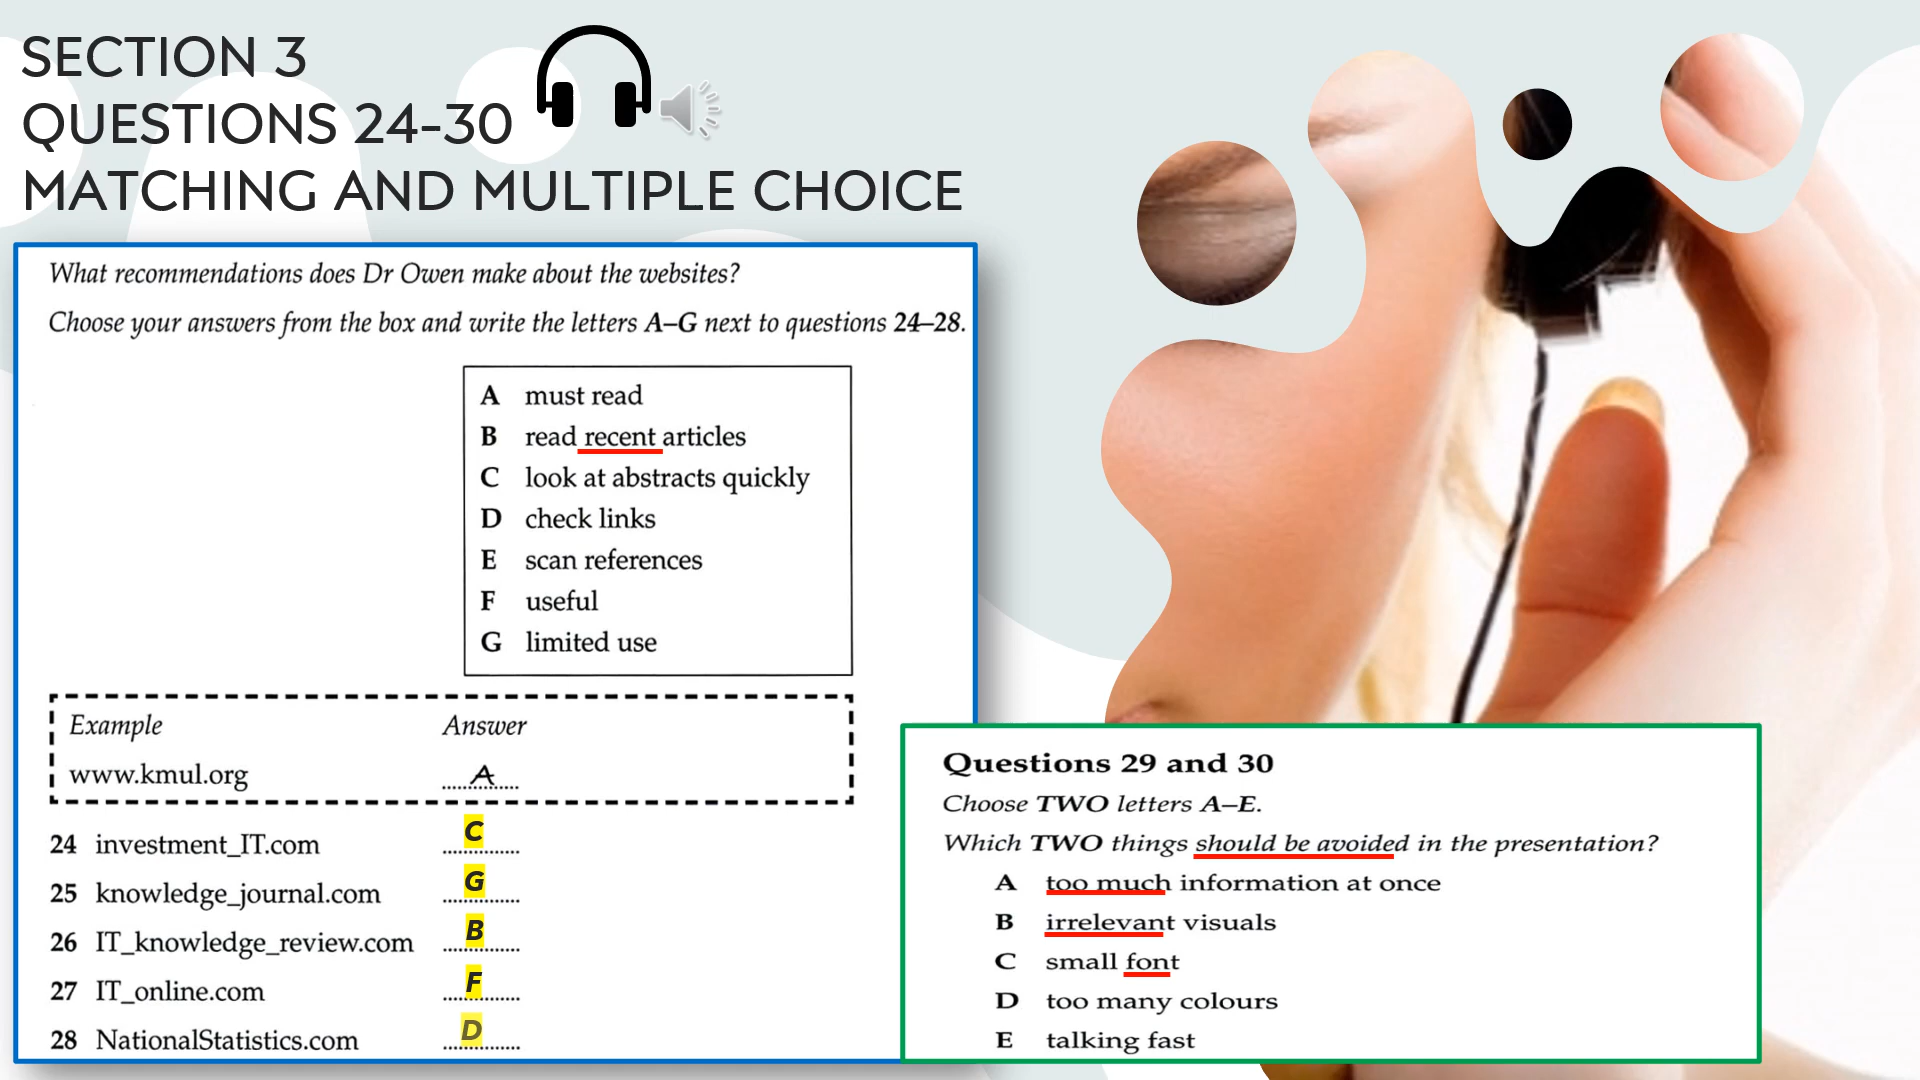 SECTION 3
QUESTIONS 24-30
MATCHING AND MULTIPLE CHOICE
What recommendations does Dr Owen make about the websites?
Choose your answers from the box and write the letters A–G next to questions 24–28.
A must read
B read recent articles
C look at abstracts quickly
D check links
E scan references
F useful
G limited use
Example Answer
www.kmul.org A
24 investment_IT.com C
25 knowledge_journal.com G
26 IT_knowledge_review.com B
27 IT_online.com F
28 NationalStatistics.com D
Questions 29 and 30
Choose TWO letters A–E.
Which TWO things should be avoided in the presentation?
A too much information at once
B irrelevant visuals
C small font
D too many colours
E talking fast